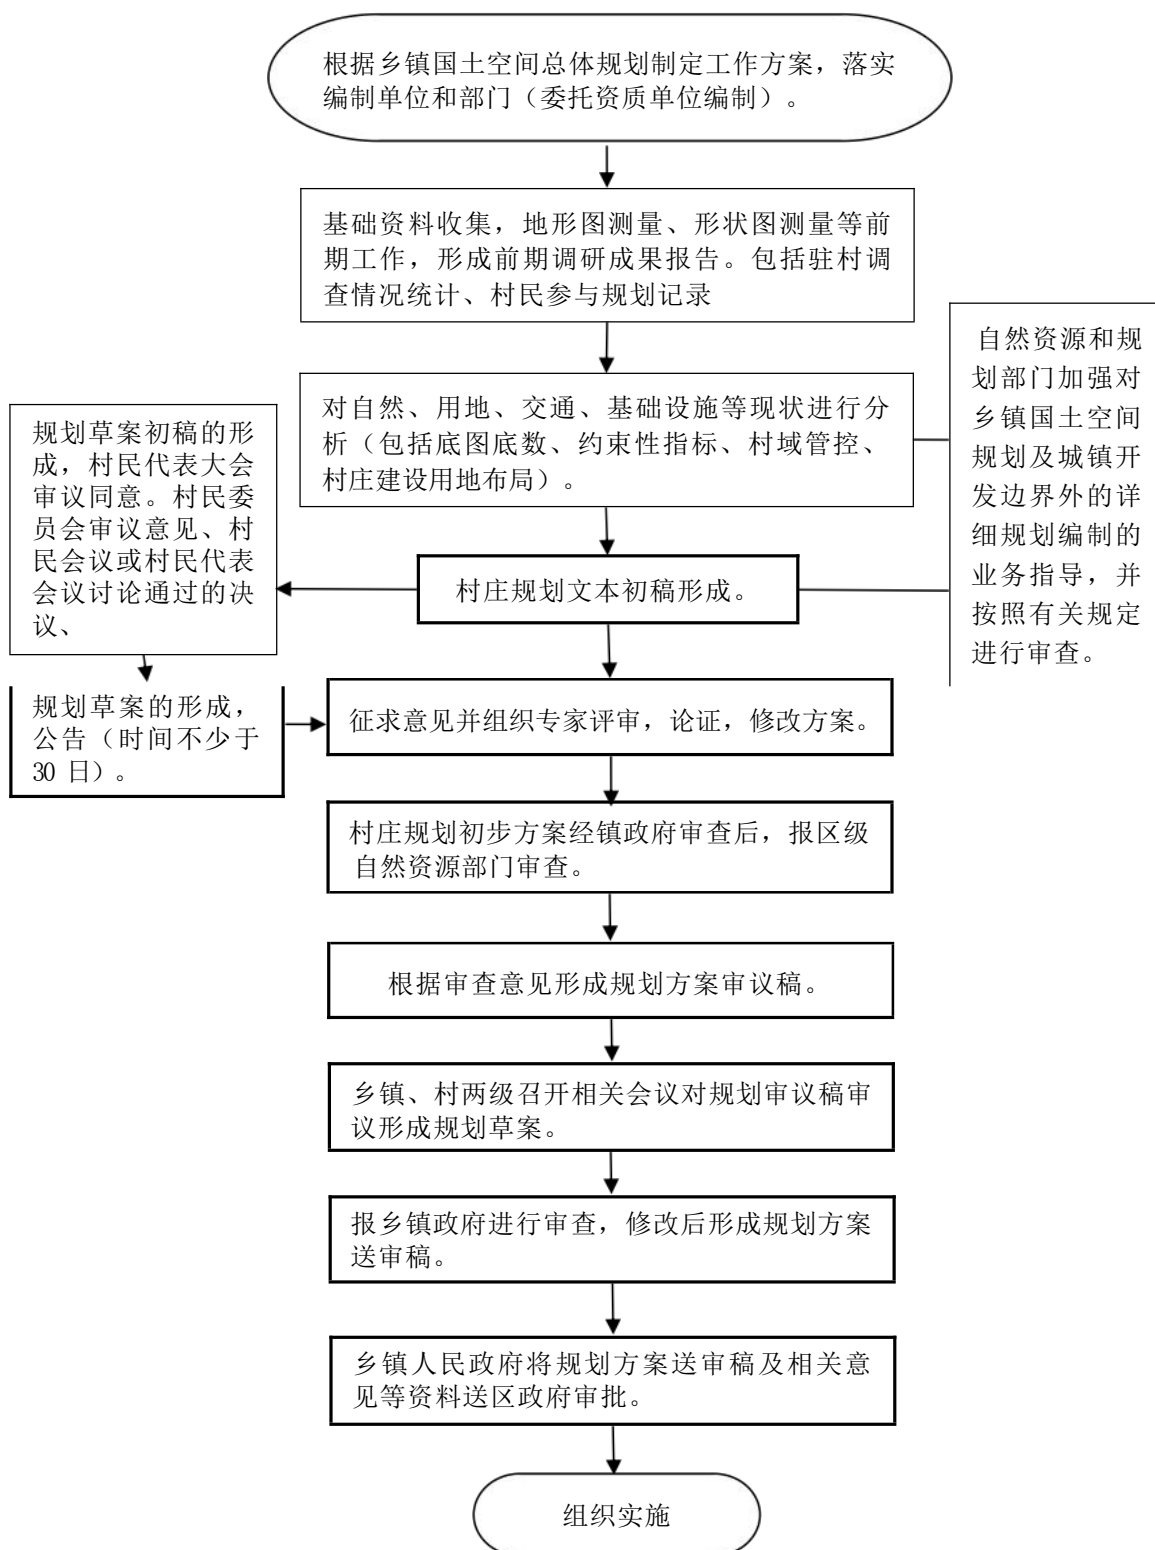 根据乡镇国土空间总体规划制定工作方案，落实
编制单位和部门（委托资质单位编制）。
基础资料收集，地形图测量、形状图测量等前
期工作，形成前期调研成果报告。包括驻村调
查情况统计、村民参与规划记录
对自然、用地、交通、基础设施等现状进行分
析（包括底图底数、约束性指标、村域管控、
村庄建设用地布局）。
自然资源和规
划部门加强对
乡镇国土空间
规划及城镇开
发边界外的详
细规划编制的
业务指导，并
按照有关规定
进行审查。
村庄规划文本初稿形成。
规划草案初稿的形
成，村民代表大会
审议同意。村民委
员会审议意见、村
民会议或村民代表
会议讨论通过的决
议、
规划草案的形成，
公告（时间不少于
30 日）。
征求意见并组织专家评审，论证，修改方案。
村庄规划初步方案经镇政府审查后，报区级
自然资源部门审查。
根据审查意见形成规划方案审议稿。
乡镇、村两级召开相关会议对规划审议稿审
议形成规划草案。
报乡镇政府进行审查，修改后形成规划方案
送审稿。
乡镇人民政府将规划方案送审稿及相关意
见等资料送区政府审批。
组织实施